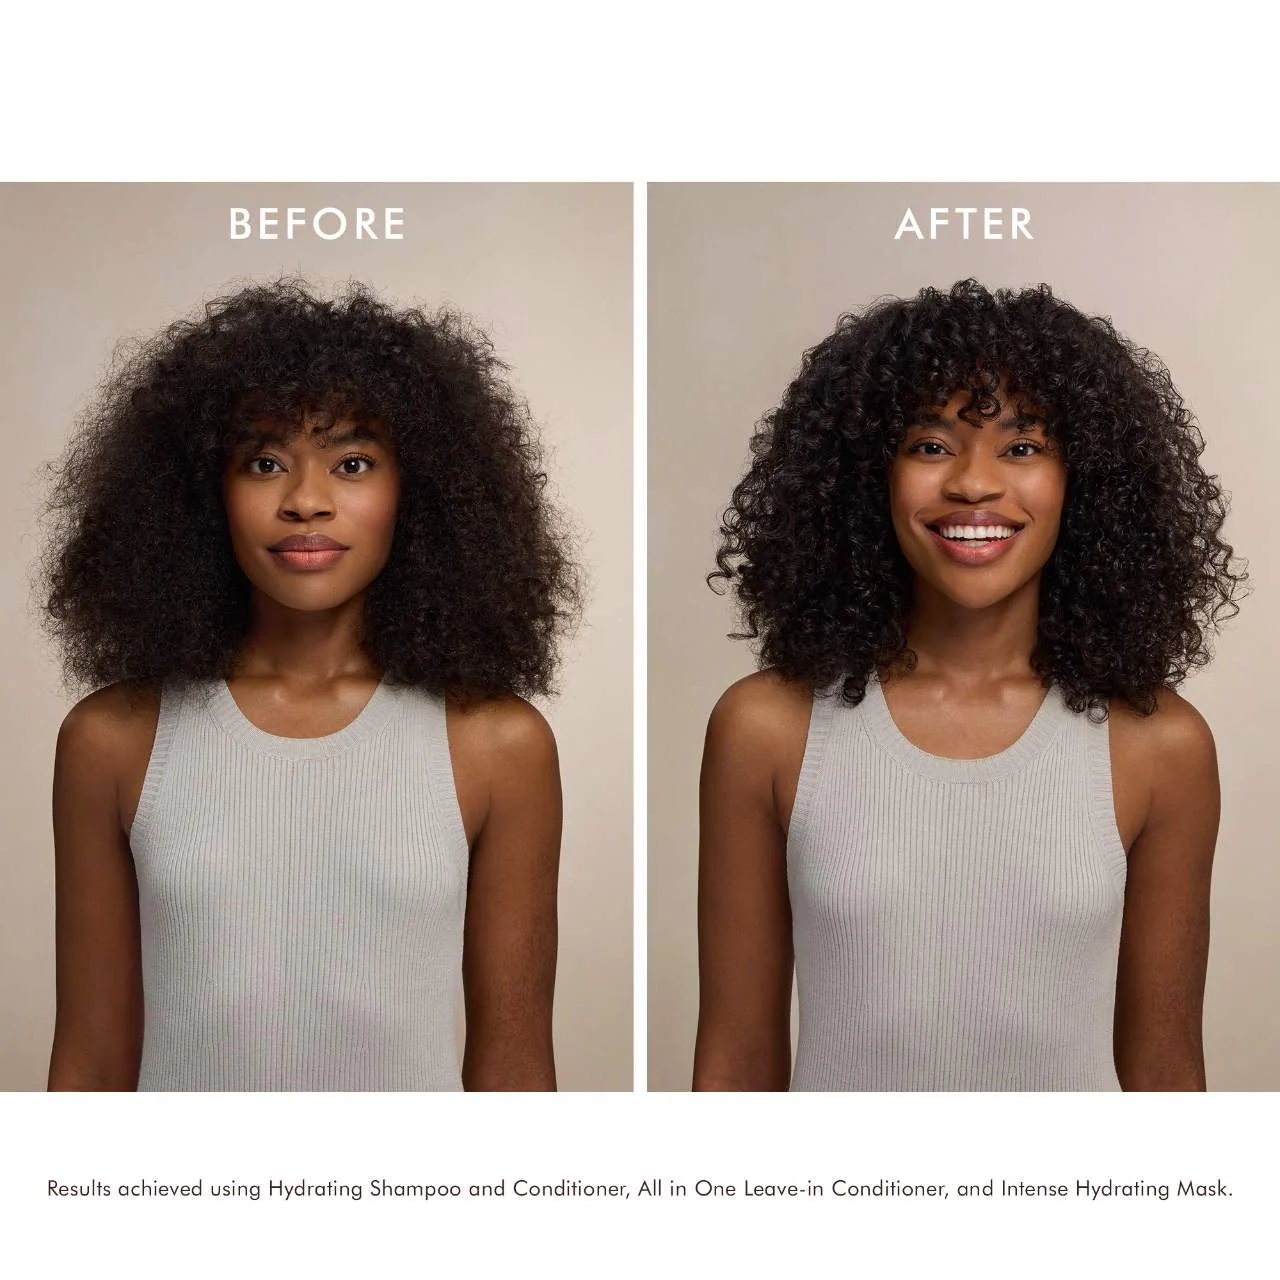 BEFORE
AFTER
Results achieved using Hydrating Shampoo and Conditioner, All in One Leave-in Conditioner, and Intense Hydrating Mask.